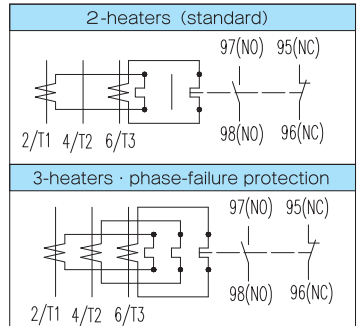 2-heaters (standard)
97(NO) 95(NC)
98(NO) 96(NC)
2/T1 4/T2 6/T3
3-heaters · phase-failure protection
97(NO) 95(NC)
98(NO) 96(NC)
2/T1 4/T2 6/T3